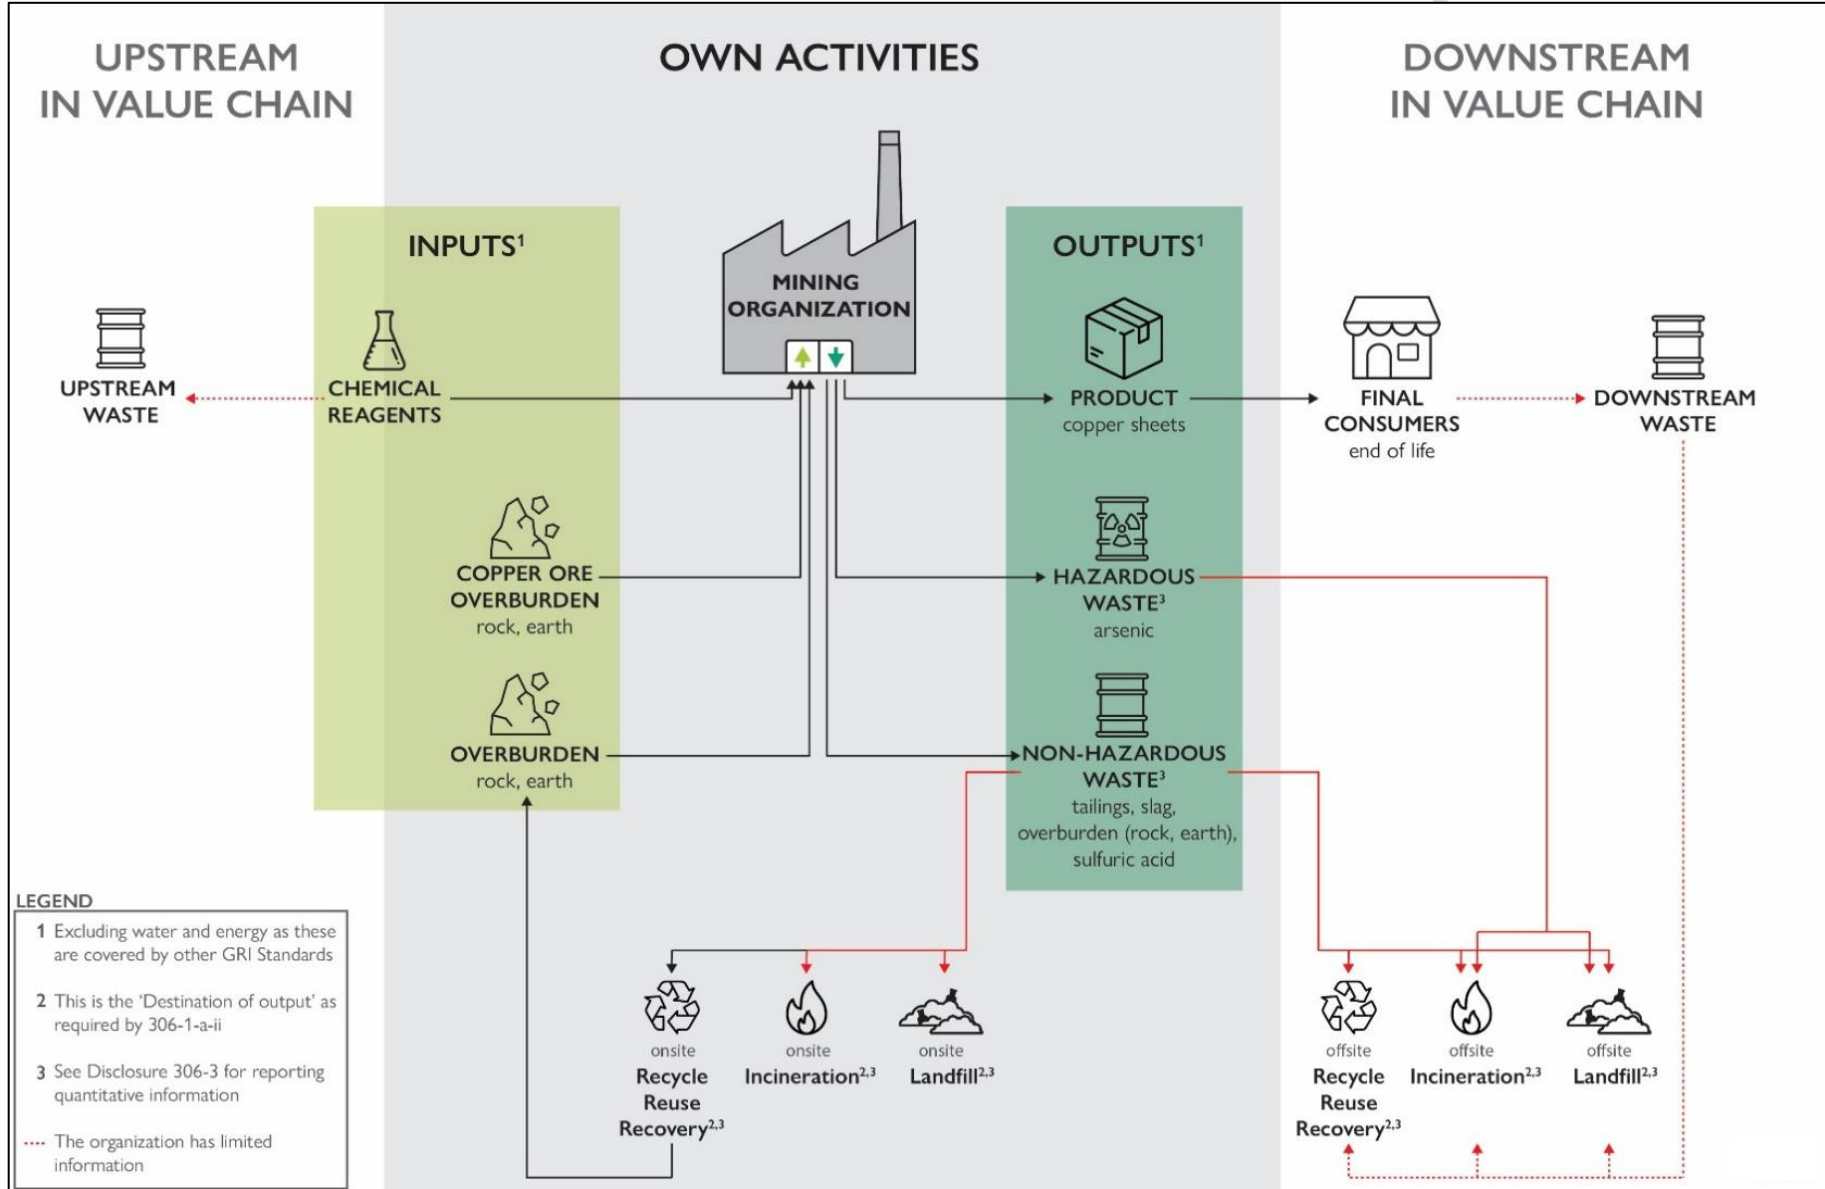 UPSTREAM
IN VALUE CHAIN
OWN ACTIVITIES
DOWNSTREAM
IN VALUE CHAIN
INPUTS¹
OUTPUTS¹
MINING
ORGANIZATION
UPSTREAM
WASTE
CHEMICAL
REAGENTS
PRODUCT
copper sheets
FINAL
CONSUMERS
end of life
DOWNSTREAM
WASTE
COPPER ORE
OVERBURDEN
rock, earth
HAZARDOUS
WASTE³
arsenic
OVERBURDEN
rock, earth
NON-HAZARDOUS
WASTE³
tailings, slag,
overburden (rock, earth),
sulfuric acid
LEGEND
1 Excluding water and energy as these
are covered by other GRI Standards
2 This is the ‘Destination of output’ as
required by 306-1-a-ii
3 See Disclosure 306-3 for reporting
quantitative information
The organization has limited
information
onsite
Recycle
Reuse
Recovery²,³
onsite
Incineration²,³
onsite
Landfill²,³
offsite
Recycle
Reuse
Recovery²,³
offsite
Incineration²,³
offsite
Landfill²,³